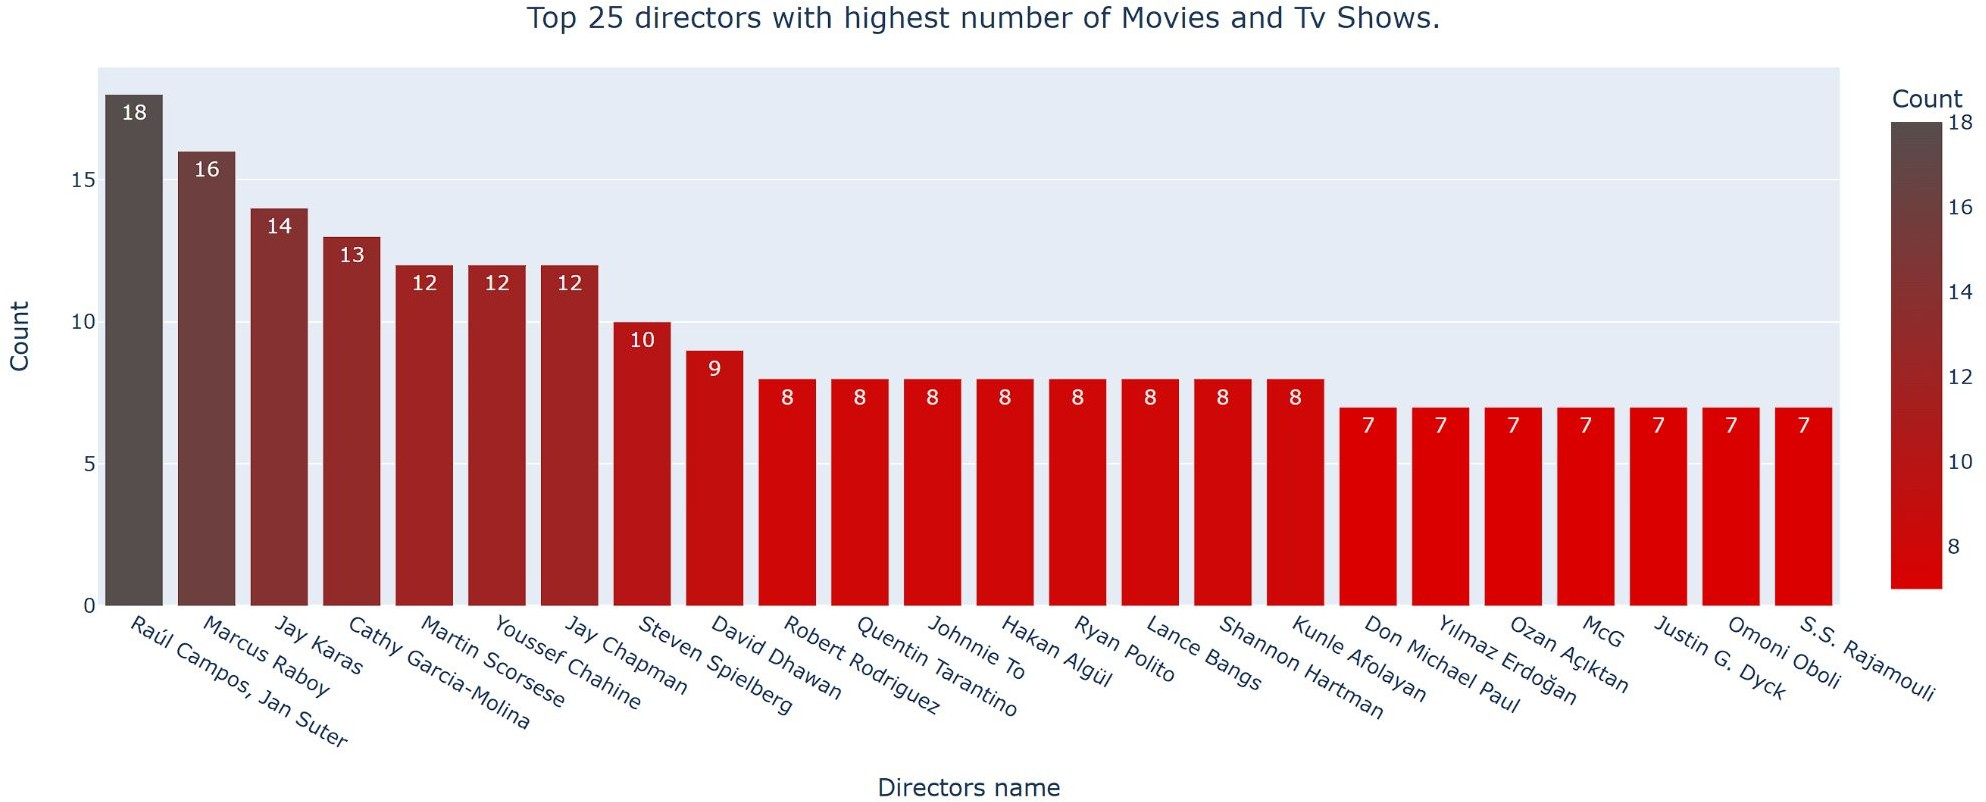 Top 25 directors with highest number of Movies and Tv Shows.
Count
18
16
14
12
10
8
Count
15
10
5
0
18
16
14
13
12
12
12
10
9
8
8
8
8
8
8
8
8
7
7
7
7
7
7
7
Raúl Campos, Jan Suter
Marcus Raboy
Jay Karas
Cathy Garcia-Molina
Martin Scorsese
Youssef Chahine
Jay Chapman
Steven Spielberg
David Dhawan
Robert Rodriguez
Quentin Tarantino
Johnnie To
Hakan Algül
Ryan Polito
Lance Bangs
Shannon Hartman
Kunle Afolayan
Don Michael Paul
Yılmaz Erdoğan
Ozan Açıktan
McG
Justin G. Dyck
Omoni Oboli
S.S. Rajamouli
Directors name